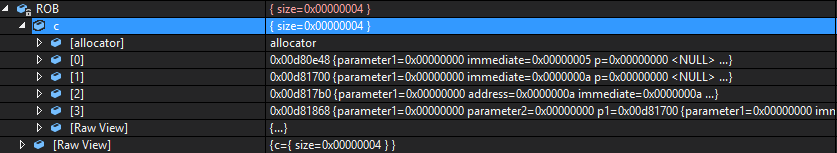 ROB { size=0x00000004 }
c { size=0x00000004 }
[allocator] allocator
[0] 0x00d80e48 {parameter1=0x00000000 immediate=0x00000005 p=0x00000000 <NULL> ...}
[1] 0x00d81700 {parameter1=0x00000000 immediate=0x0000000a p=0x00000000 <NULL> ...}
[2] 0x00d817b0 {parameter1=0x00000000 address=0x0000000a immediate=0x0000000a ...}
[3] 0x00d81868 {parameter1=0x00000000 parameter2=0x00000000 p1=0x00d81700 {parameter1=0x00000000 imm
[Raw View] {...}
[Raw View] {c={ size=0x00000004 } }